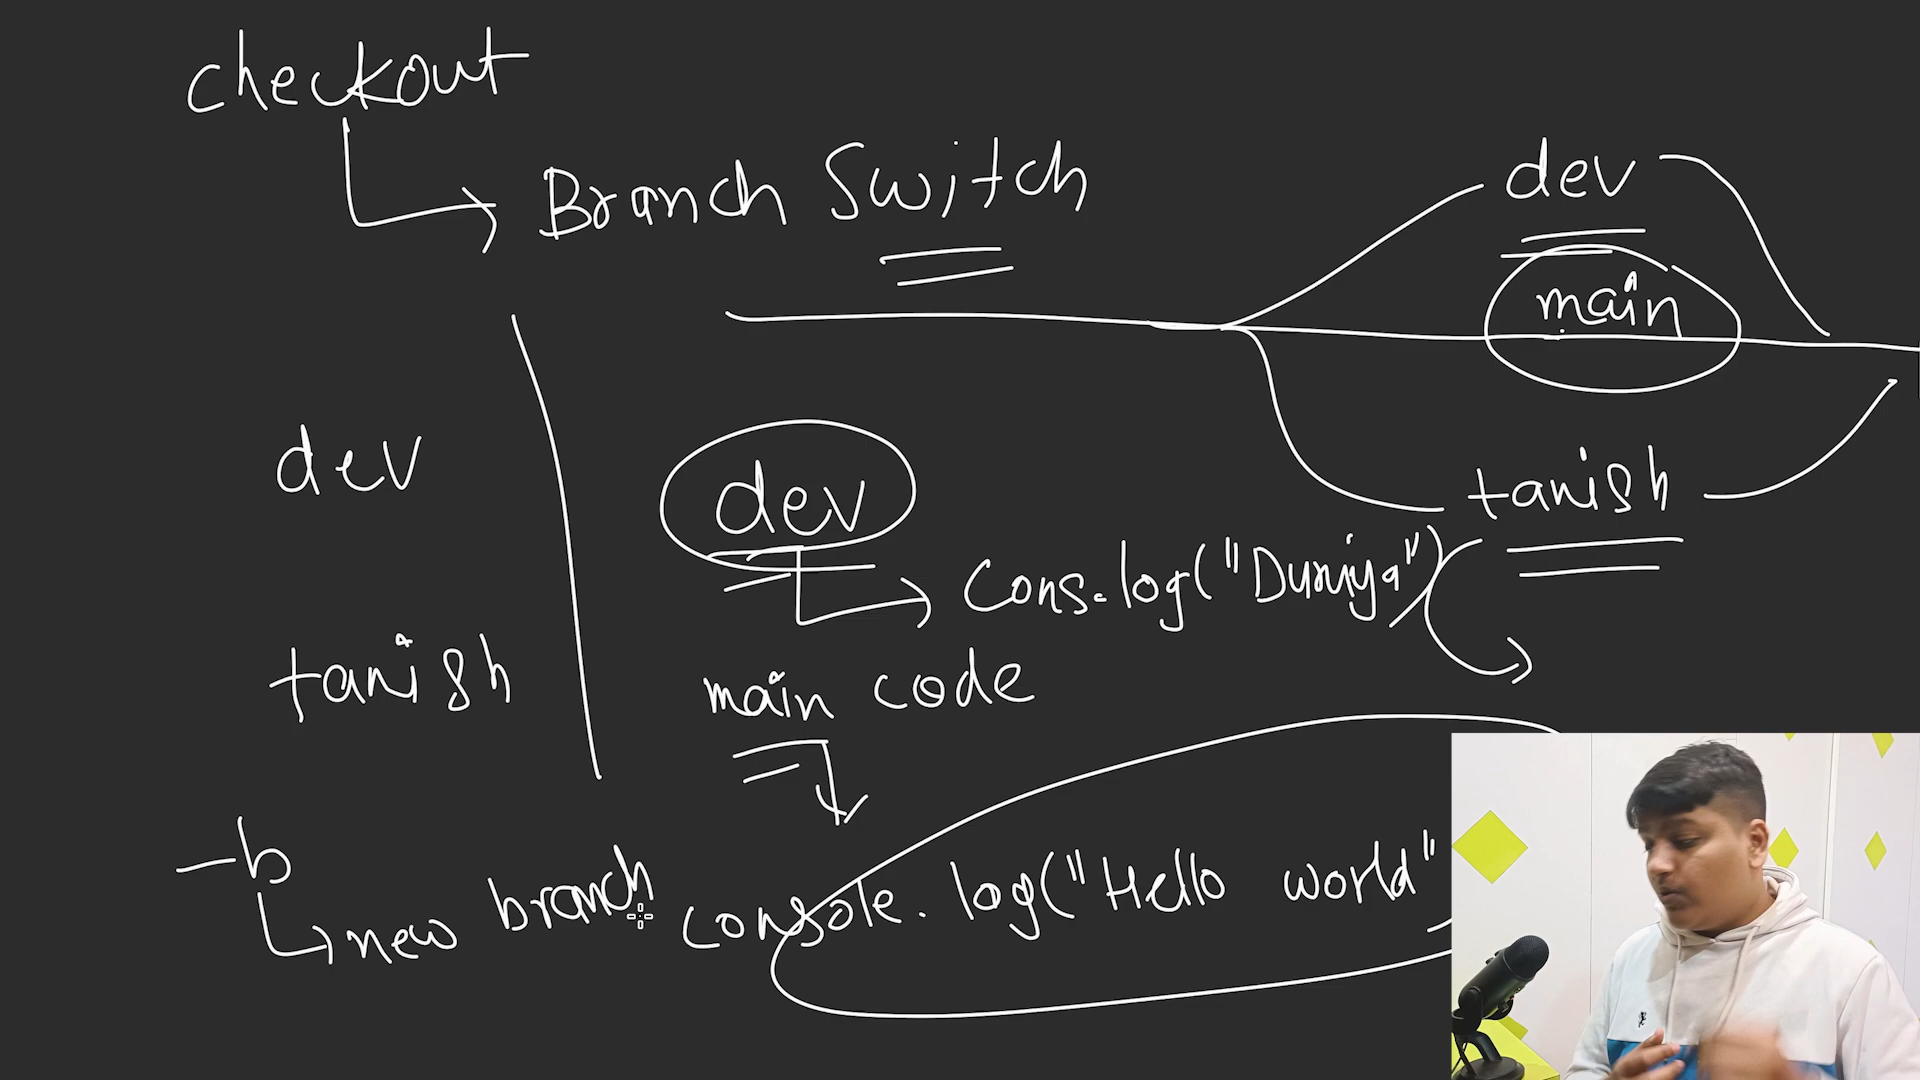 checkout
Branch Switch
dev
main
dev
dev
tanish
Cons.log("Duniya")
tanish
main code
-b
new branch
console.log("Hello world"